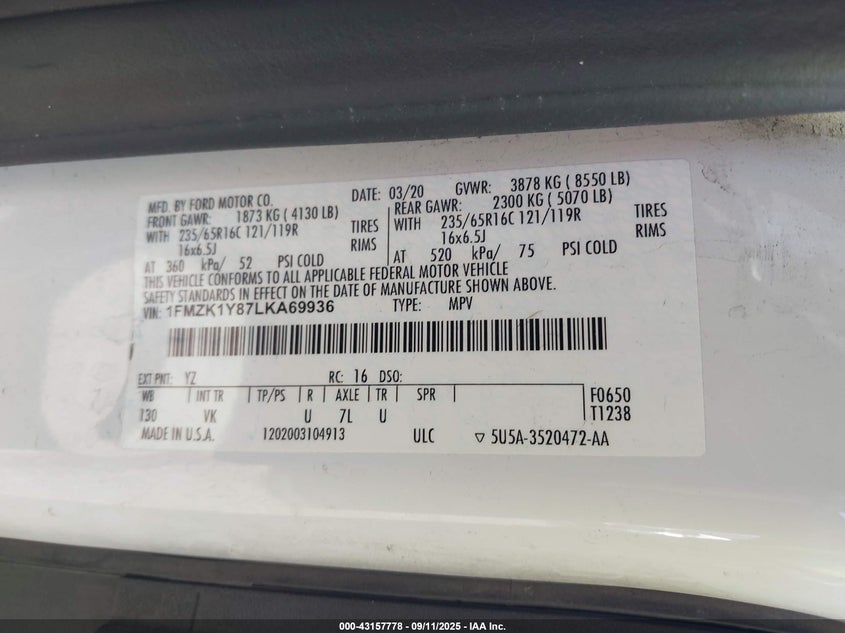 MFD. BY FORD MOTOR CO. DATE: 03/20 GVWR: 3878 KG ( 8550 LB)
FRONT GAWR: 1873 KG ( 4130 LB) REAR GAWR: 2300 KG ( 5070 LB)
WITH 235/65R16C 121/119R TIRES WITH 235/65R16C 121/119R TIRES
16x6.5J RIMS 16x6.5J RIMS
AT 360 kPa/ 52 PSI COLD AT 520 kPa/ 75 PSI COLD
THIS VEHICLE CONFORMS TO ALL APPLICABLE FEDERAL MOTOR VEHICLE
SAFETY STANDARDS IN EFFECT ON THE DATE OF MANUFACTURE SHOWN ABOVE.
VIN: 1FMZK1Y87LKA69936 TYPE: MPV
EXT PNT: YZ RC: 16 DSO:
WB INT TR TP/PS R AXLE TR SPR F0650
130 VK U 7L U T1238
MADE IN U.S.A. 1202003104913 ULC ▽ 5U5A-3520472-AA
000-43157778 - 09/11/2025 - IAA Inc.